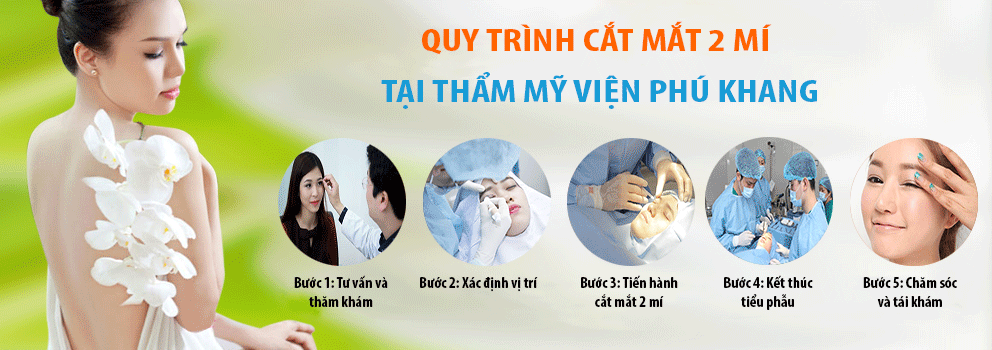 QUY TRÌNH CẮT MẮT 2 MÍ
TẠI THẨM MỸ VIỆN PHÚ KHANG
Bước 1: Tư vấn và
thăm khám
Bước 2: Xác định vị trí
Bước 3: Tiến hành
cắt mắt 2 mí
Bước 4: Kết thúc
tiểu phẫu
Bước 5: Chăm sóc
và tái khám